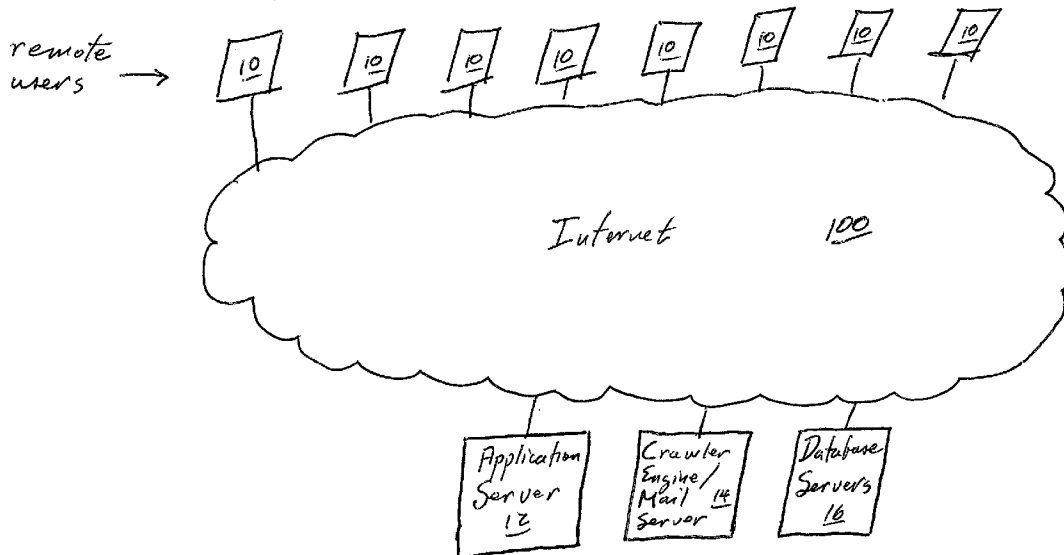 remote
users →
10 10 10 10 10 10 10 10
Internet 100
Application
Server
12
Crawler
Engine/
Mail 14
Server
Database
Servers
16